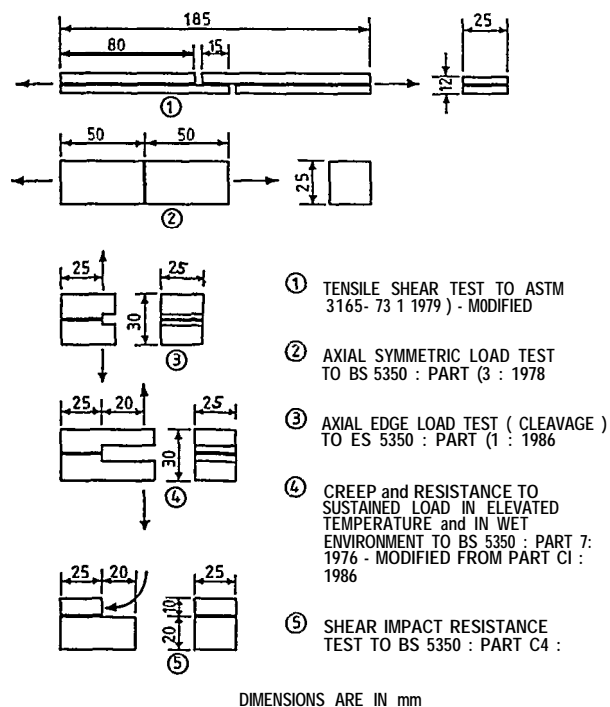 185
80
15
25
12
①
50
50
25
②
25
25
30
③
25
20
25
30
④
25
20
25
10
20
⑤
① TENSILE SHEAR TEST TO ASTM
3165- 73 1 1979 ) - MODIFIED
② AXIAL SYMMETRIC LOAD TEST
TO BS 5350 : PART (3 : 1978
③ AXIAL EDGE LOAD TEST ( CLEAVAGE )
TO ES 5350 : PART (1 : 1986
④ CREEP and RESISTANCE TO
SUSTAINED LOAD IN ELEVATED
TEMPERATURE and IN WET
ENVIRONMENT TO BS 5350 : PART 7:
1976 - MODIFIED FROM PART CI :
1986
⑤ SHEAR IMPACT RESISTANCE
TEST TO BS 5350 : PART C4 :
DIMENSIONS ARE IN mm